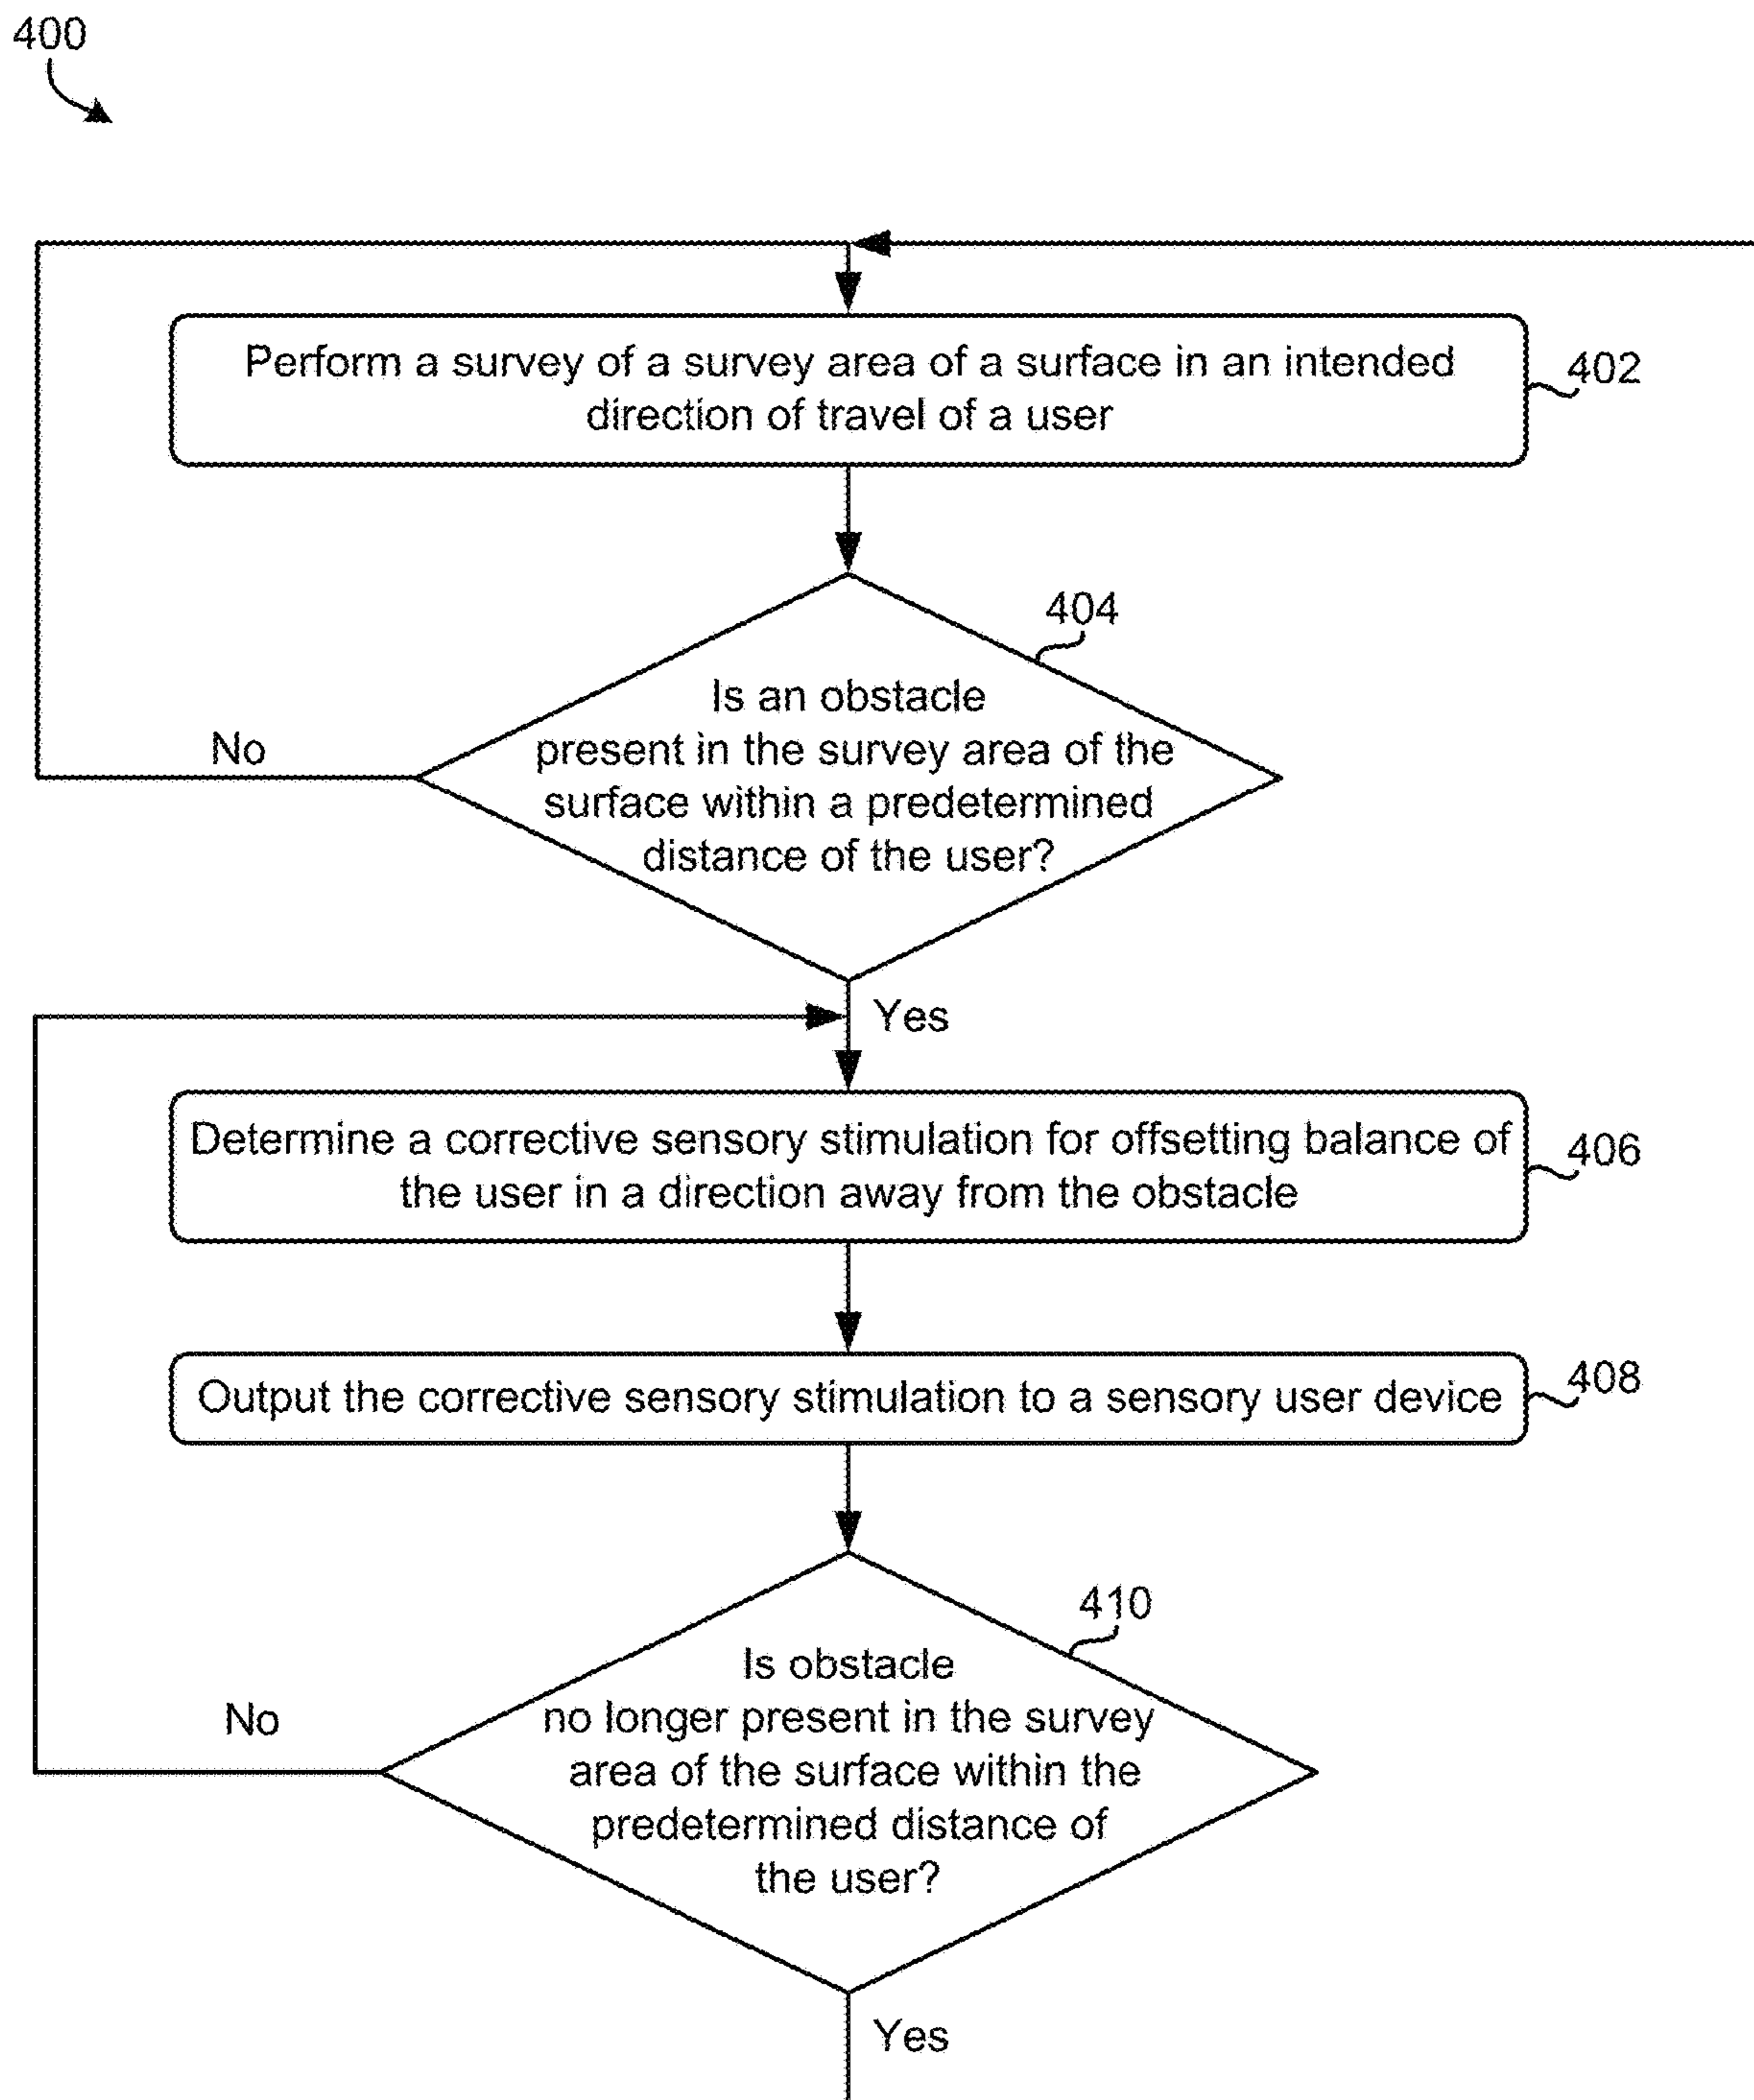 400
Perform a survey of a survey area of a surface in an intended
direction of travel of a user
402
404
Is an obstacle
present in the survey area of the
surface within a predetermined
distance of the user?
No
Yes
Determine a corrective sensory stimulation for offsetting balance of
the user in a direction away from the obstacle
406
Output the corrective sensory stimulation to a sensory user device
408
410
Is obstacle
no longer present in the survey
area of the surface within the
predetermined distance of
the user?
No
Yes